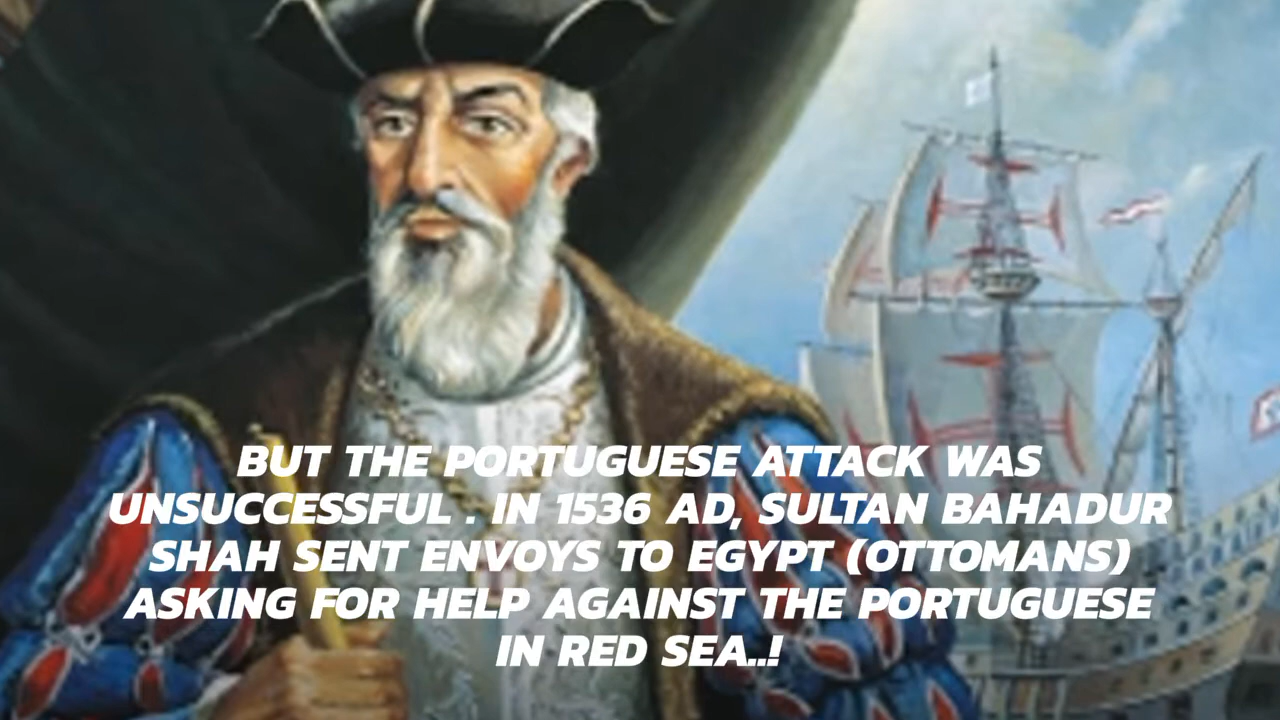 BUT THE PORTUGUESE ATTACK WAS
UNSUCCESSFUL . IN 1536 AD, SULTAN BAHADUR
SHAH SENT ENVOYS TO EGYPT (OTTOMANS)
ASKING FOR HELP AGAINST THE PORTUGUESE
IN RED SEA..!